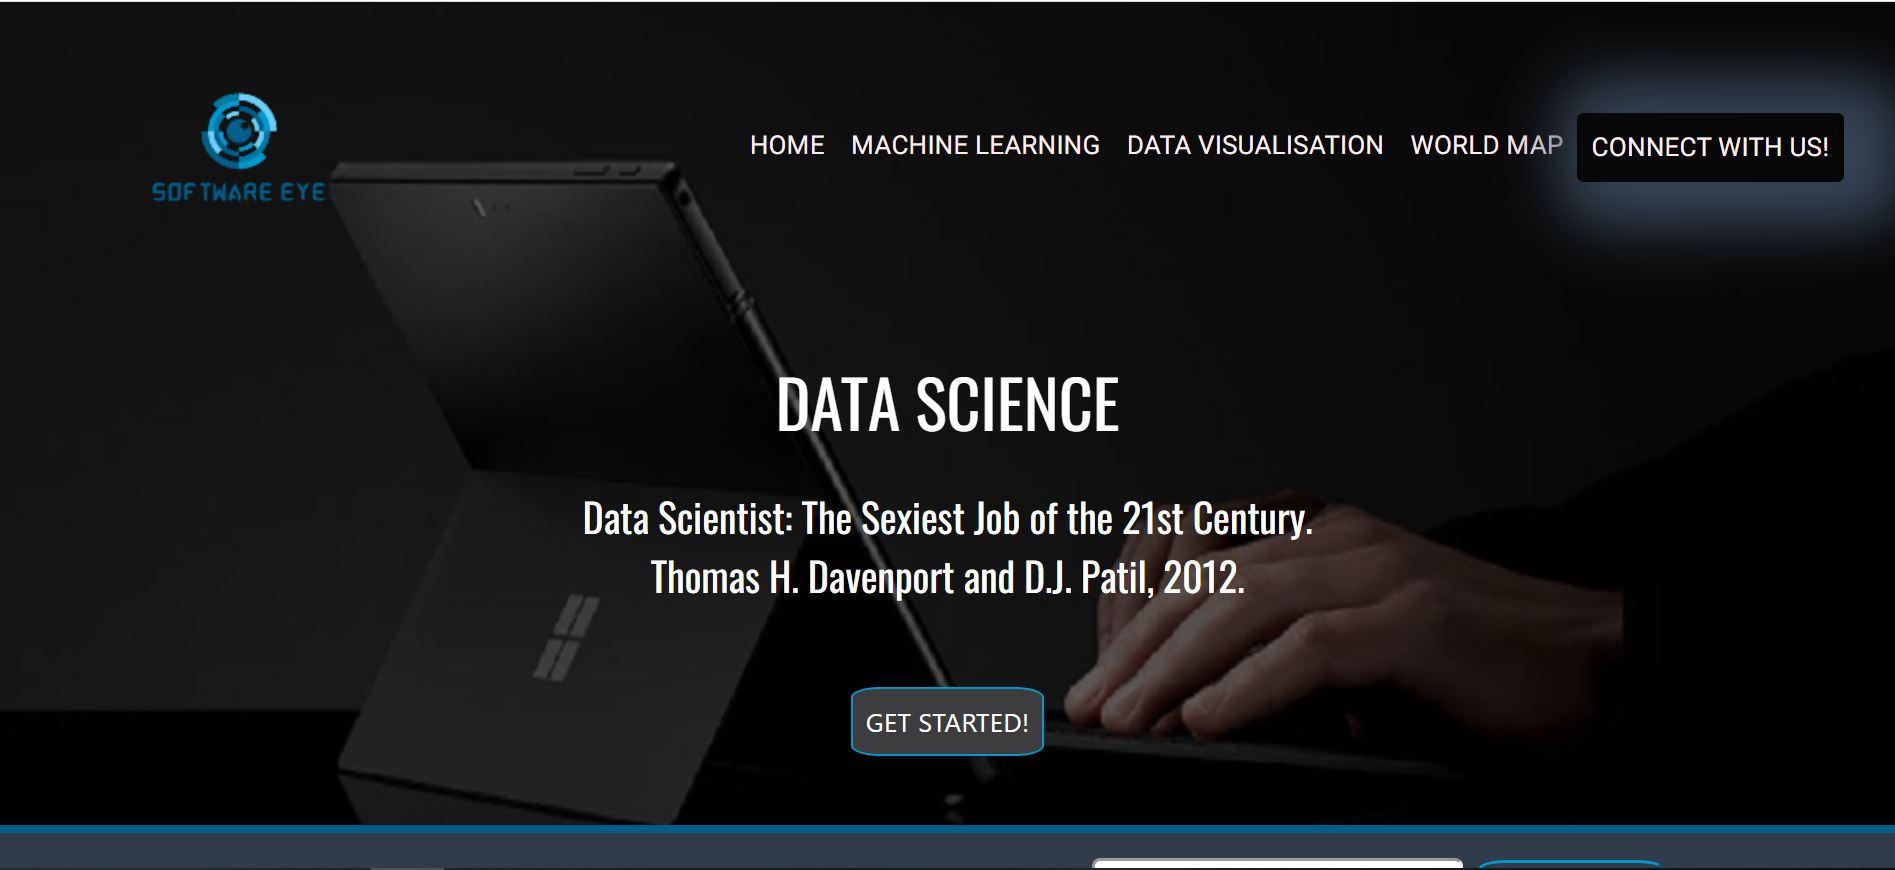 SOFTWARE EYE
HOME MACHINE LEARNING DATA VISUALISATION WORLD MAP CONNECT WITH US!
DATA SCIENCE
Data Scientist: The Sexiest Job of the 21st Century.
Thomas H. Davenport and D.J. Patil, 2012.
GET STARTED!